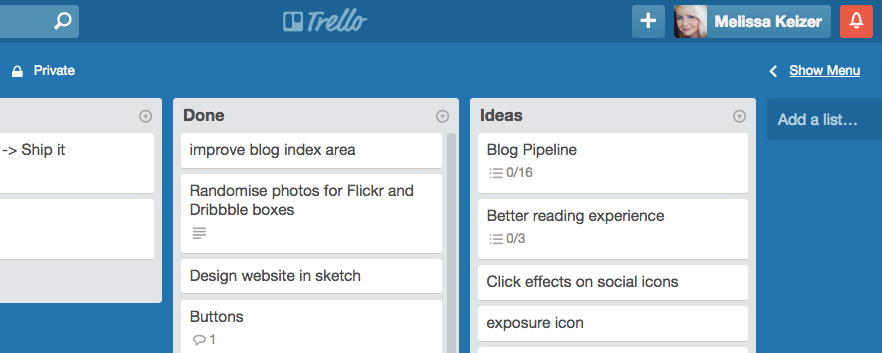 Trello
+
Melissa Keizer
Private
Show Menu
-> Ship it
Done
improve blog index area
Randomise photos for Flickr and
Dribbble boxes
Design website in sketch
Buttons
1
Ideas
Blog Pipeline
0/16
Better reading experience
0/3
Click effects on social icons
exposure icon
Add a list…